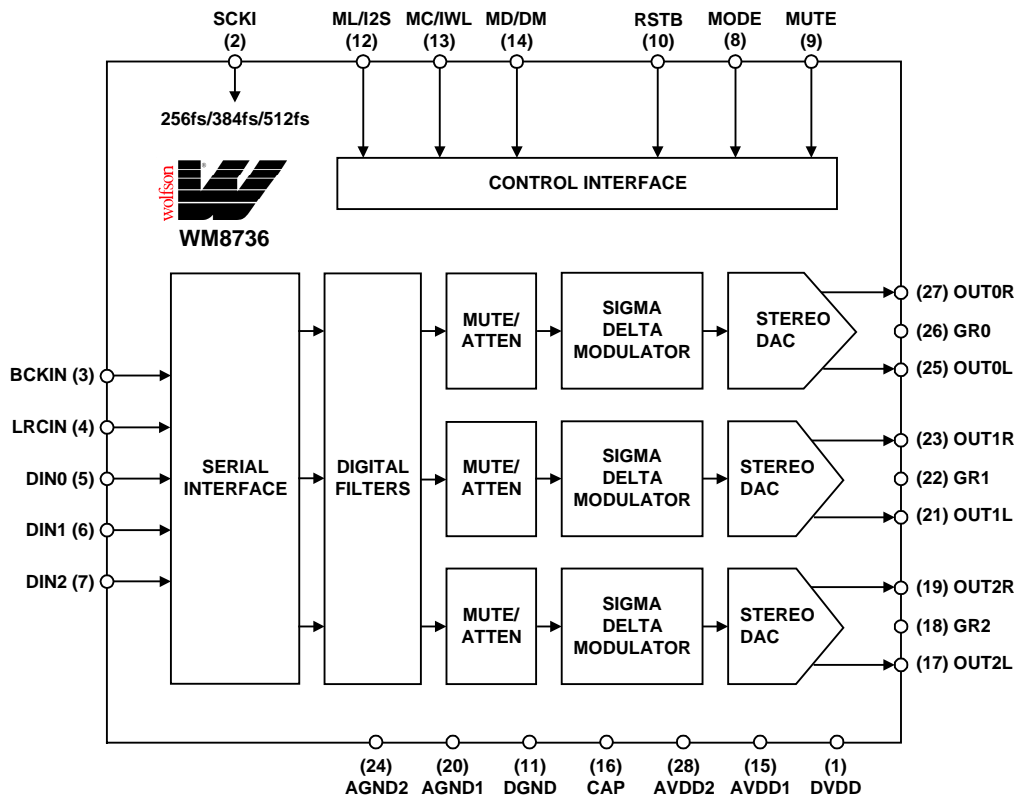 SCKI
(2)
ML/I2S
(12)
MC/IWL
(13)
MD/DM
(14)
RSTB
(10)
MODE
(8)
MUTE
(9)
256fs/384fs/512fs
CONTROL INTERFACE
wolfson
®
WM8736
BCKIN (3)
LRCIN (4)
DIN0 (5)
DIN1 (6)
DIN2 (7)
SERIAL
INTERFACE
DIGITAL
FILTERS
MUTE/
ATTEN
SIGMA
DELTA
MODULATOR
STEREO
DAC
(27) OUT0R
(26) GR0
(25) OUT0L
MUTE/
ATTEN
SIGMA
DELTA
MODULATOR
STEREO
DAC
(23) OUT1R
(22) GR1
(21) OUT1L
MUTE/
ATTEN
SIGMA
DELTA
MODULATOR
STEREO
DAC
(19) OUT2R
(18) GR2
(17) OUT2L
(24)
AGND2
(20)
AGND1
(11)
DGND
(16)
CAP
(28)
AVDD2
(15)
AVDD1
(1)
DVDD